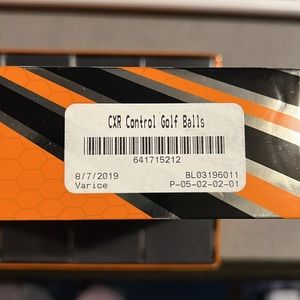 CXR Control Golf Balls
641715212
8/7/2019 BL03196011
Varice P-05-02-02-01